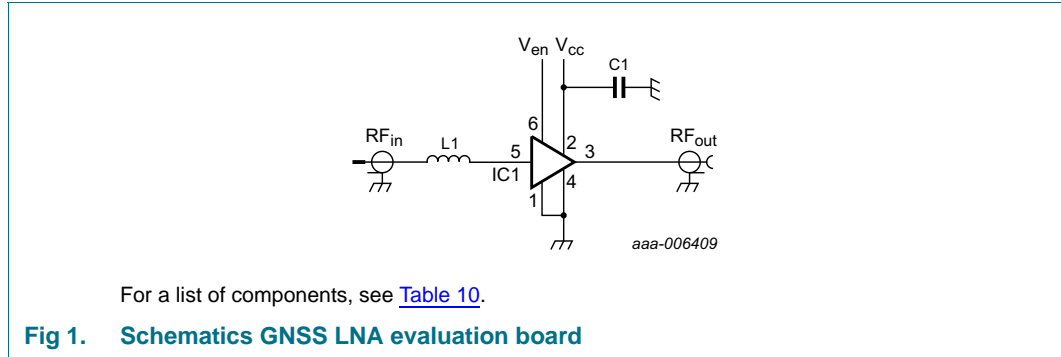 Ven Vcc
C1
6
RFin
L1
5
2
3
RFout
IC1
4
1
aaa-006409
For a list of components, see Table 10.
Fig 1. Schematics GNSS LNA evaluation board